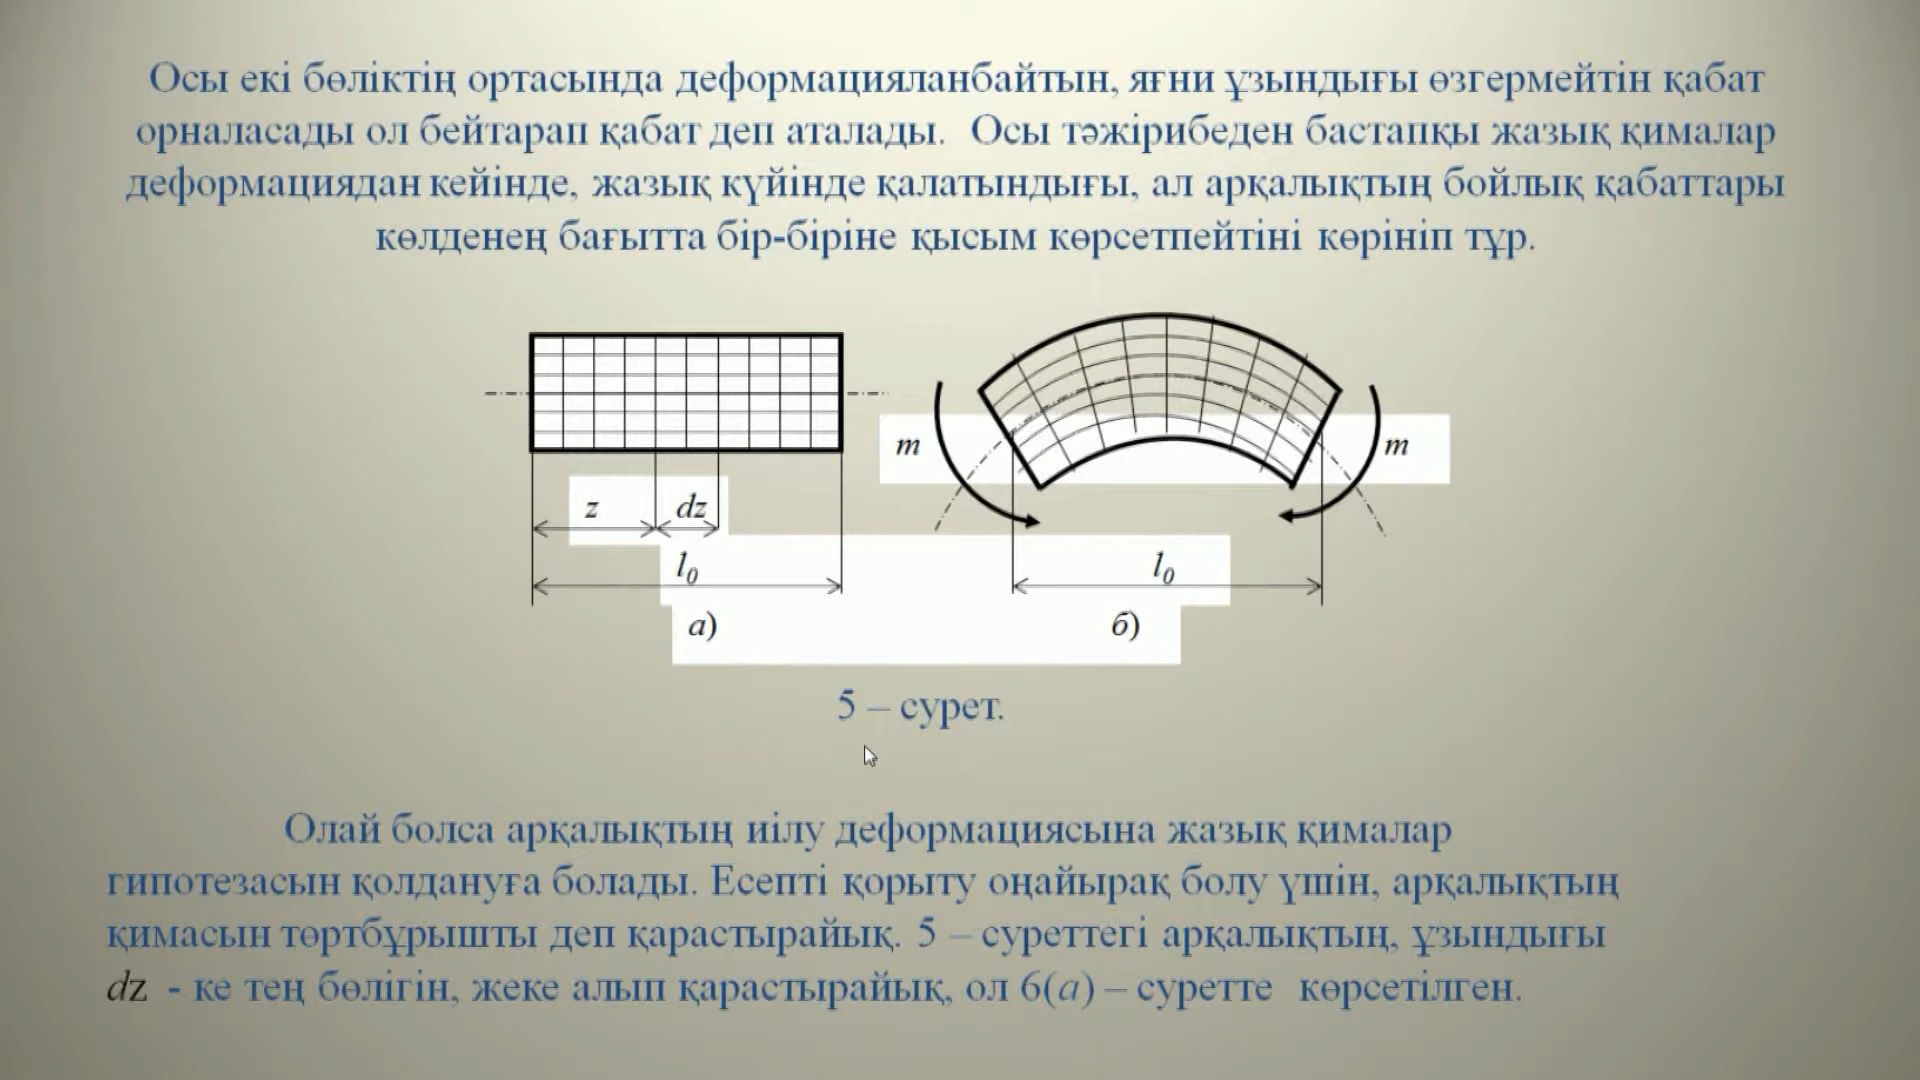 Осы екі бөліктің ортасында деформацияланбайтын, яғни ұзындығы өзгермейтін қабат
орналасады ол бейтарап қабат деп аталады. Осы тәжірибеден бастапқы жазық қималар
деформациядан кейінде, жазық күйінде қалатындығы, ал арқалықтың бойлық қабаттары
көлденең бағытта бір-біріне қысым көрсетпейтіні көрініп тұр.
m
m
z
dz
l0
l0
а)
б)
5 – сурет.
Олай болса арқалықтың иілу деформациясына жазық қималар
гипотезасын қолдануға болады. Есепті қорыту оңайырақ болу үшін, арқалықтың
қимасын төртбұрышты деп қарастырайық. 5 – суреттегі арқалықтың, ұзындығы
dz - ке тең бөлігін, жеке алып қарастырайық, ол 6(а) – суретте көрсетілген.